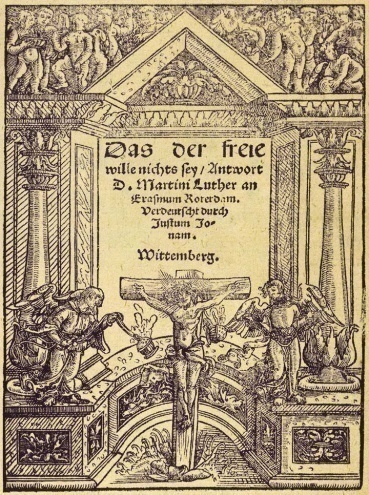 Das der freie
wille nichts sey/ Antwort
D. Martini Luther an
Erasmum Roterdam.
Verdeutscht durch
Justum Jo-
nam.
Wittemberg.